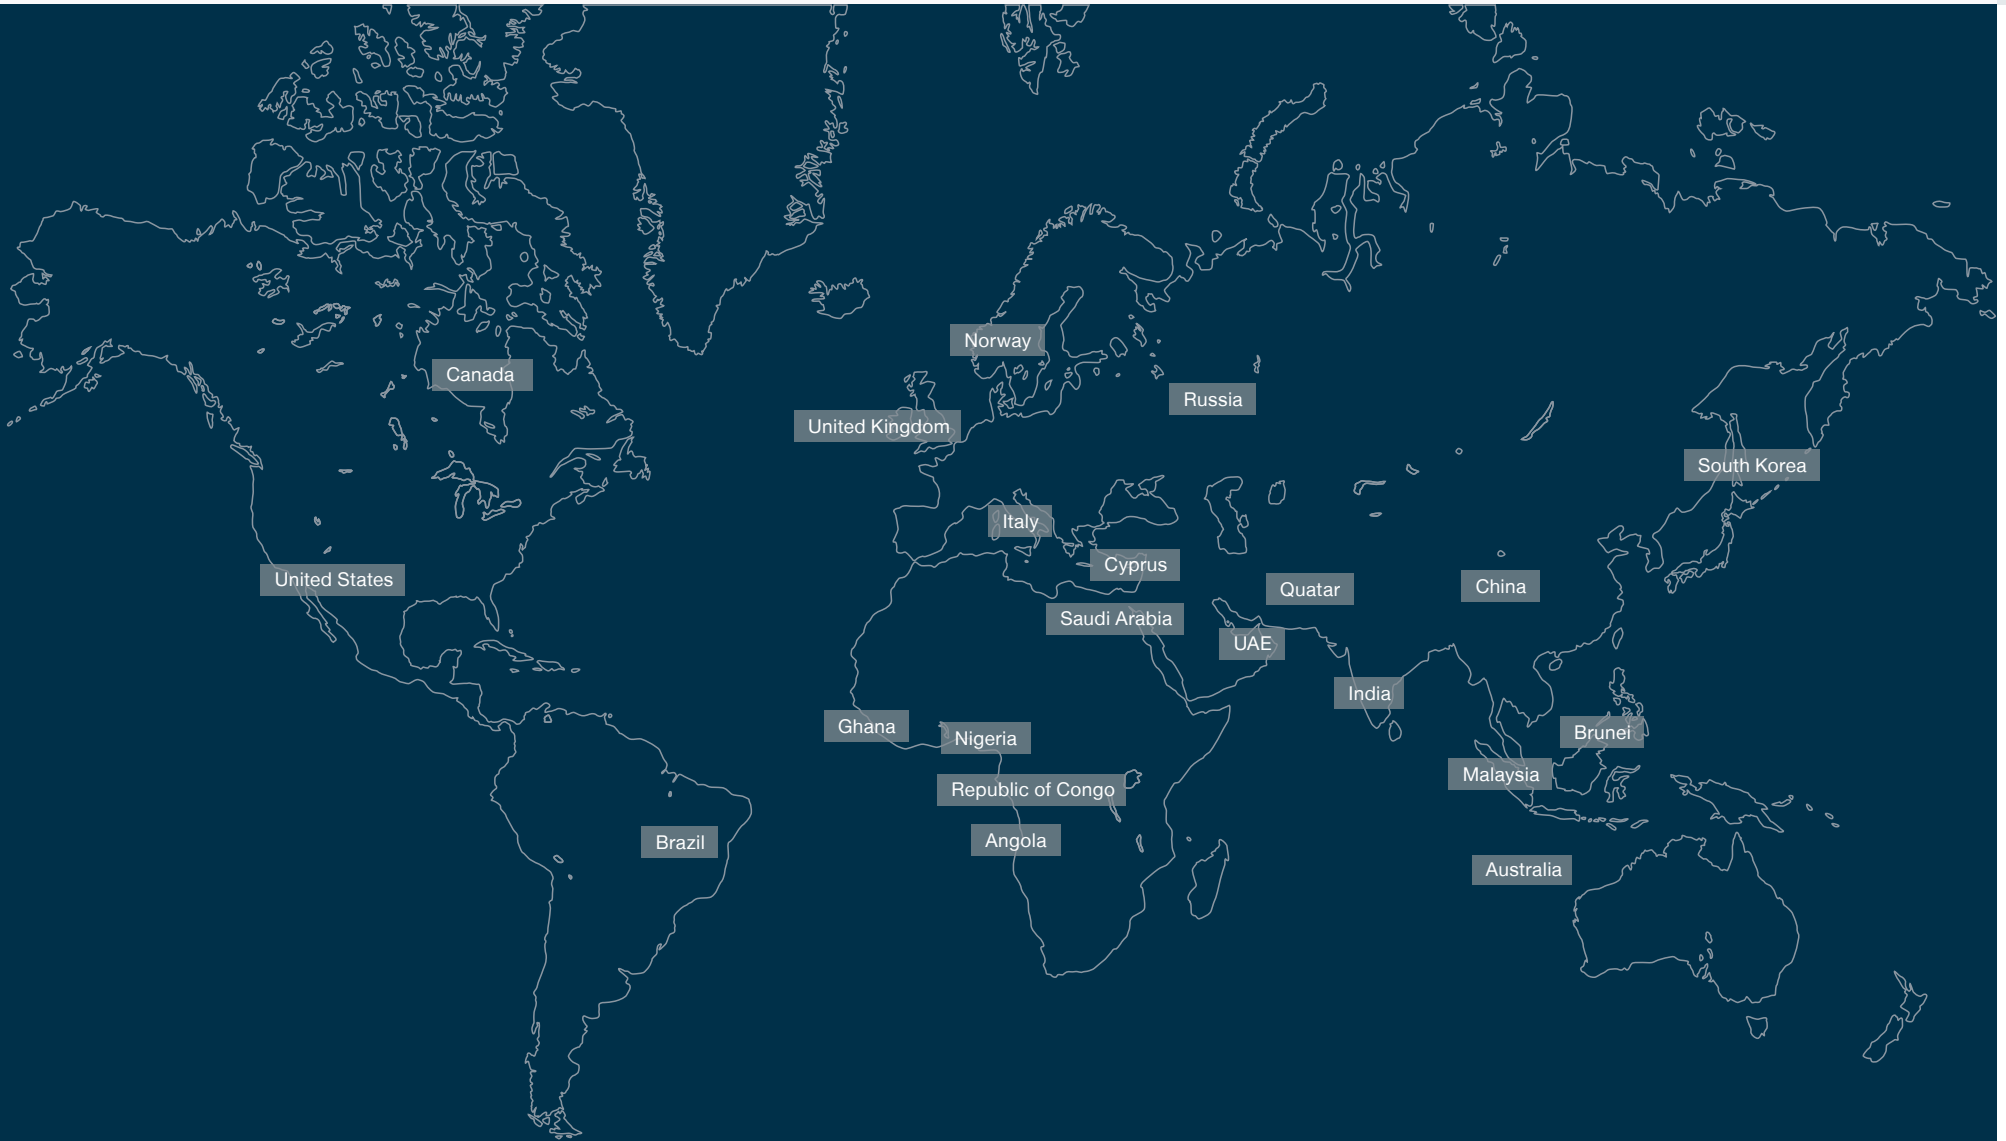 Norway
Canada
Russia
United Kingdom
South Korea
Italy
Cyprus
United States
Quatar
China
Saudi Arabia
UAE
India
Ghana
Nigeria
Brunei
Malaysia
Republic of Congo
Brazil
Angola
Australia